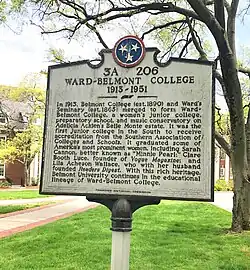 3A 206
WARD-BELMONT COLLEGE
1913-1951
In 1913, Belmont College (est.1890) and Ward's
Seminary (est.1865) merged to form Ward-
Belmont College, a women's junior college,
preparatory school, and music conservatory on
Adelicia Acklen's Belle Monte estate. It was the
first junior college in the South to receive
accreditation from the Southern Association of
Colleges and Schools. It graduated some of
America's most prominent women, including Sarah
Cannon, better known as "Minnie Pearl;" Clare
Booth Luce, founder of Vogue Magazine; and
Lila Acheson Wallace, who with her husband
founded Readers Digest. With this rich heritage,
Belmont University continues in the educational
lineage of Ward-Belmont College.